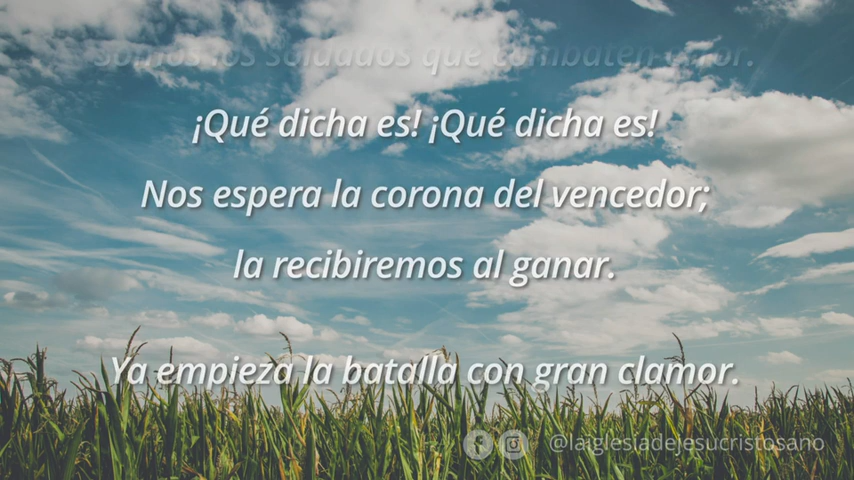 somos los soldados que combaten error.
¡Qué dicha es! ¡Qué dicha es!
Nos espera la corona del vencedor;
la recibiremos al ganar.
Ya empieza la batalla con gran clamor.
@laiglesiadejesucristosano